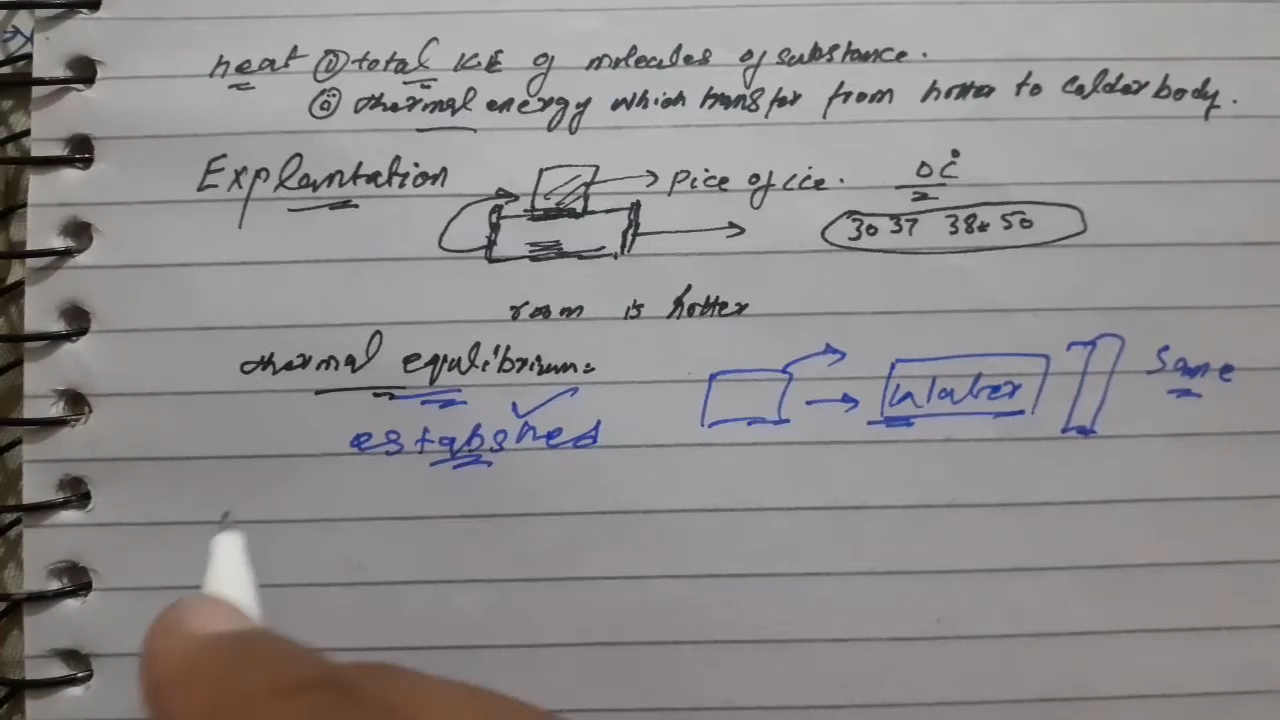 heat ① total K.E of molecules of substance.
② thermal energy which transfer from hotter to colder body.
Explantation
Pice of ice. 0°C
30 37 38 50
room is hotter
thermal equlibrium.
Water Same
establshed